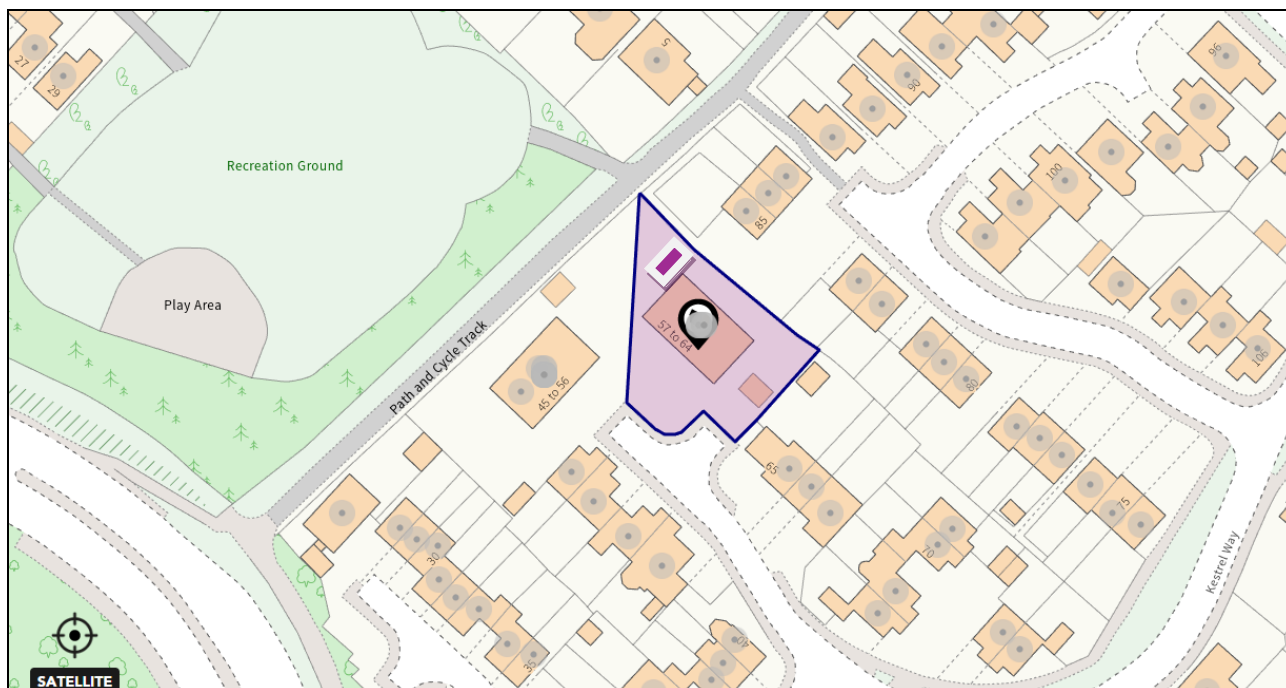 27
29
5
90
96
Recreation Ground
100
85
Play Area
57 to 64
106
Path and Cycle Track
45 to 56
80
65
75
30
70
Kestrel Way
40
35
SATELLITE